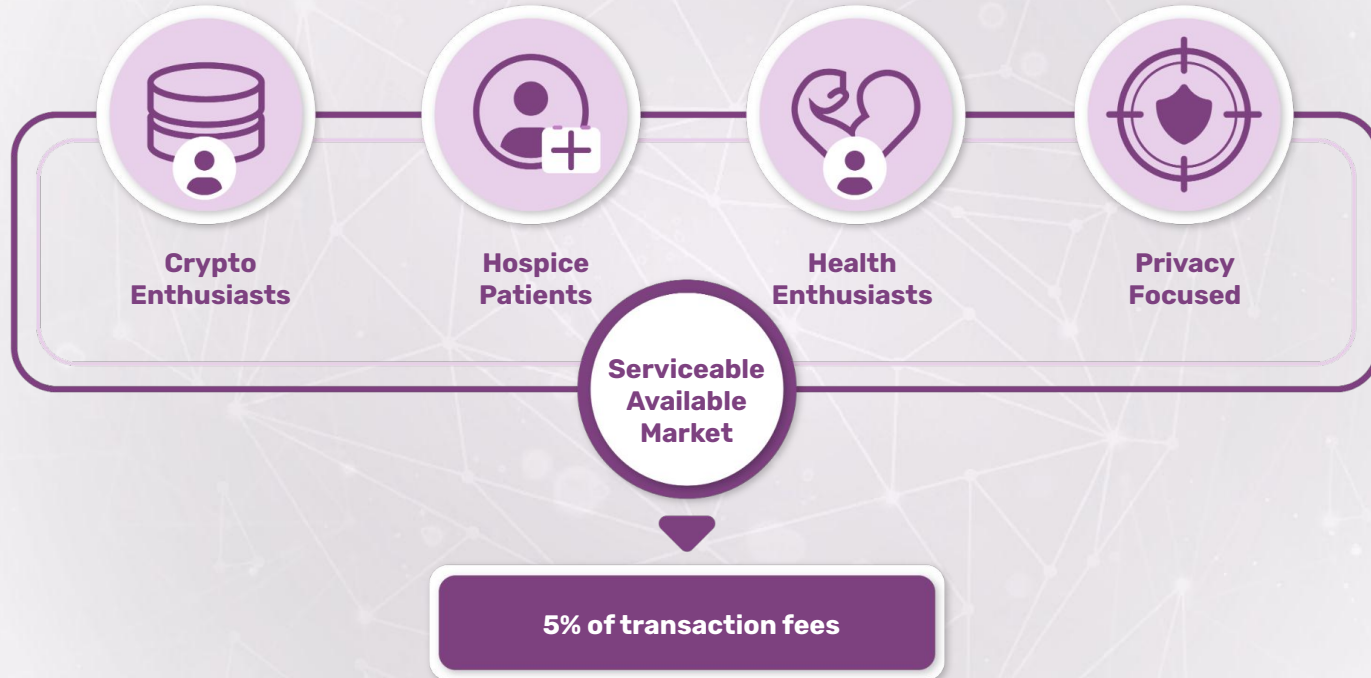 Crypto
Enthusiasts
Hospice
Patients
Health
Enthusiasts
Privacy
Focused
Serviceable
Available
Market
5% of transaction fees